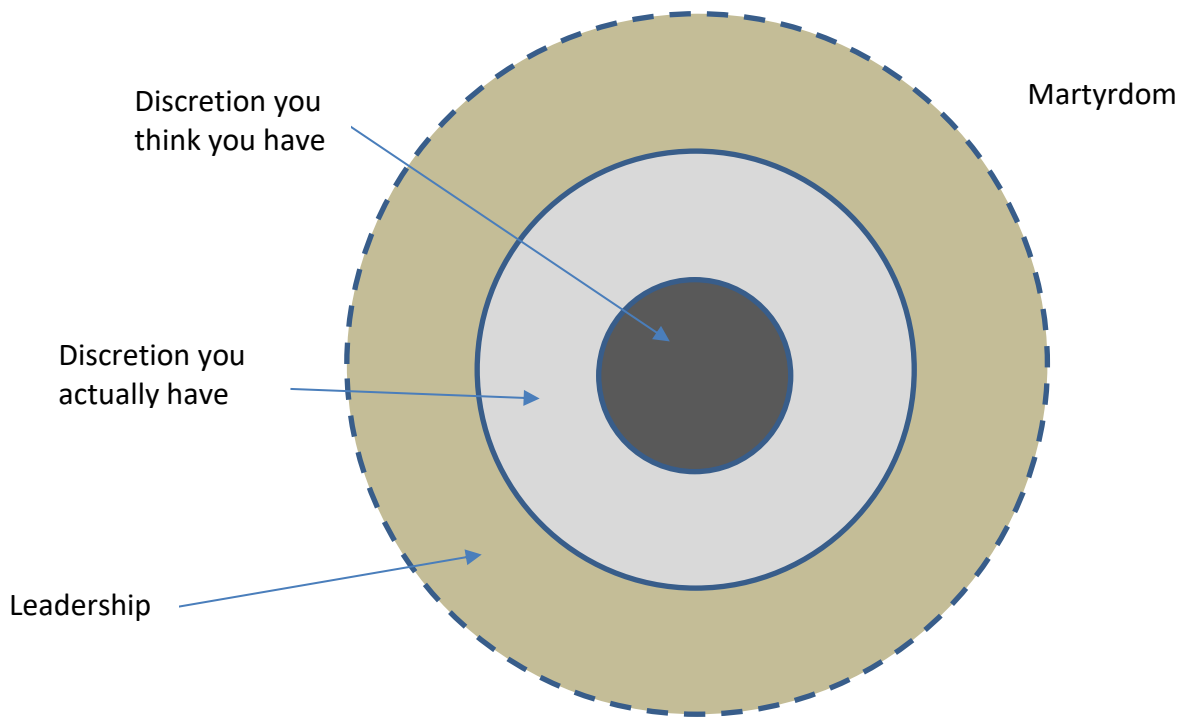 Discretion you
think you have
Martyrdom
Discretion you
actually have
Leadership